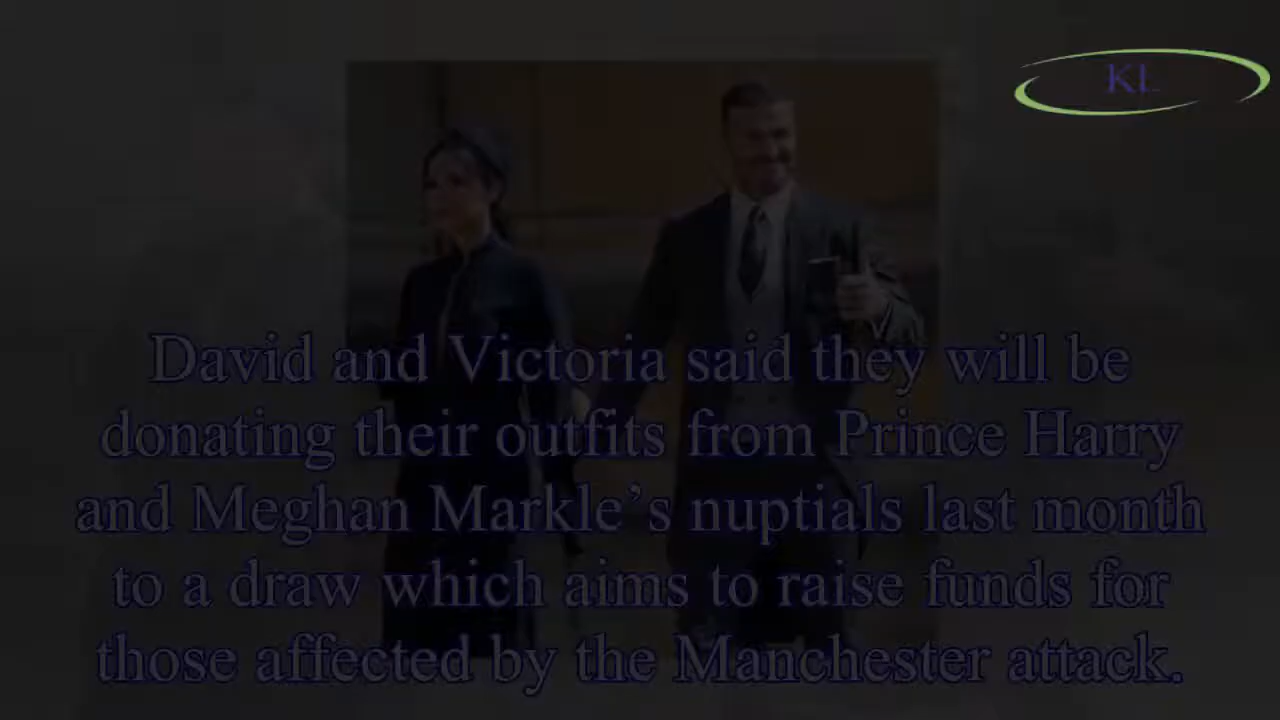 KL
David and Victoria said they will be
donating their outfits from Prince Harry
and Meghan Markle’s nuptials last month
to a draw which aims to raise funds for
those affected by the Manchester attack.